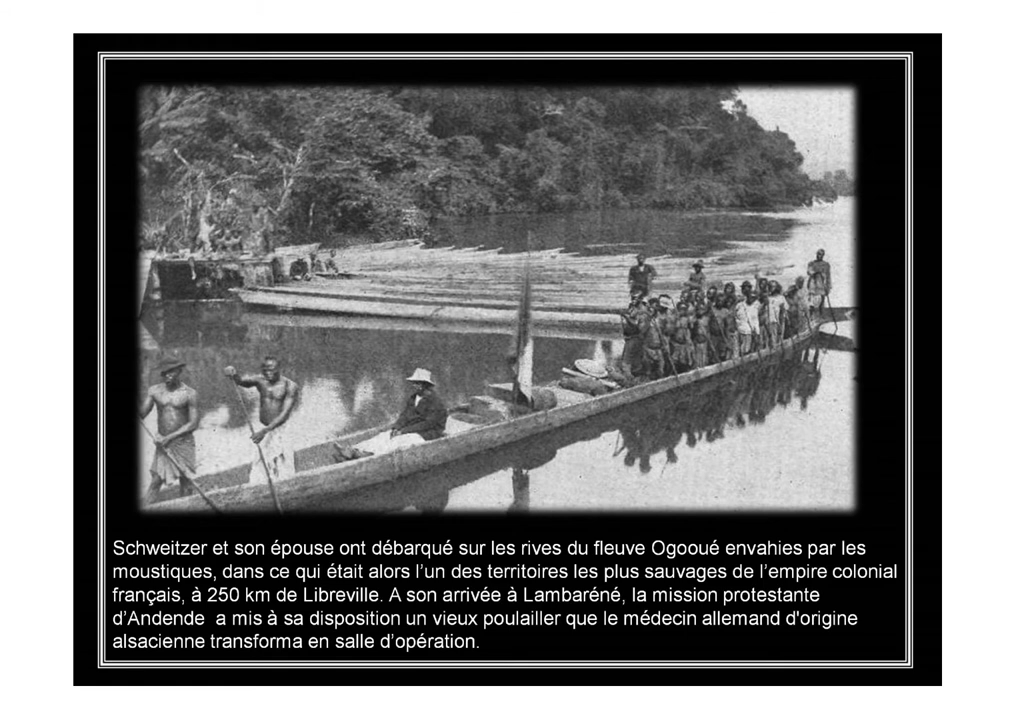 Schweitzer et son épouse ont débarqué sur les rives du fleuve Ogooué envahies par les
moustiques, dans ce qui était alors l’un des territoires les plus sauvages de l’empire colonial
français, à 250 km de Libreville. A son arrivée à Lambaréné, la mission protestante
d’Andende  a mis à sa disposition un vieux poulailler que le médecin allemand d'origine
alsacienne transforma en salle d’opération.